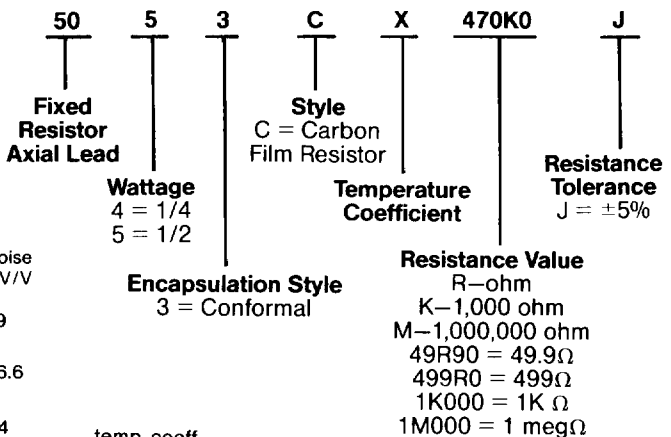 50 5 3 C X 470K0 J
Fixed
Resistor
Axial Lead
Wattage
4 = 1/4
5 = 1/2
Encapsulation Style
3 = Conformal
Style
C = Carbon
Film Resistor
Temperature
Coefficient
Resistance Value
R—ohm
K—1,000 ohm
M—1,000,000 ohm
49R90 = 49.9Ω
499R0 = 499Ω
1K000 = 1K Ω
1M000 = 1 megΩ
Resistance
Tolerance
J = ±5%
V/V
6.6
4
temp. coeff.